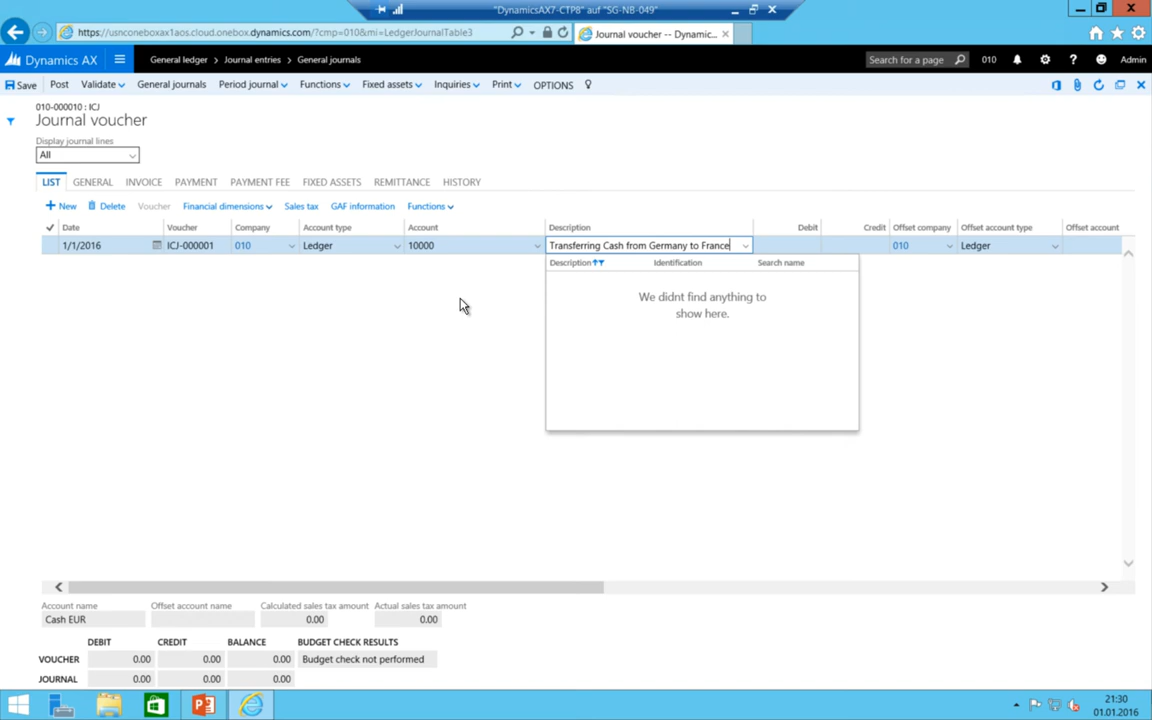 "DynamicsAX7-CTP8" auf "SG-NB-049"
https://usnconeboxax1aos.cloud.onebox.dynamics.com/?cmp=010&mi=LedgerJournalTable3
Journal voucher -- Dynamic...
Dynamics AX
General ledger > Journal entries > General journals
Search for a page
010
Admin
Save Post Validate General journals Period journal Functions Fixed assets Inquiries Print OPTIONS
010-000010 : ICJ
Journal voucher
Display journal lines
All
LIST GENERAL INVOICE PAYMENT PAYMENT FEE FIXED ASSETS REMITTANCE HISTORY
+ New Delete Voucher Financial dimensions Sales tax GAF information Functions
Date Voucher Company Account type Account Description Debit Credit Offset company Offset account type Offset account
1/1/2016 ICJ-000001 010 Ledger 10000 Transferring Cash from Germany to France 010 Ledger
Description Identification Search name
We didnt find anything to
show here.
Account name Offset account name Calculated sales tax amount Actual sales tax amount
Cash EUR 0.00 0.00
DEBIT CREDIT BALANCE BUDGET CHECK RESULTS
VOUCHER 0.00 0.00 0.00 Budget check not performed
JOURNAL 0.00 0.00 0.00
21:30
01.01.2016